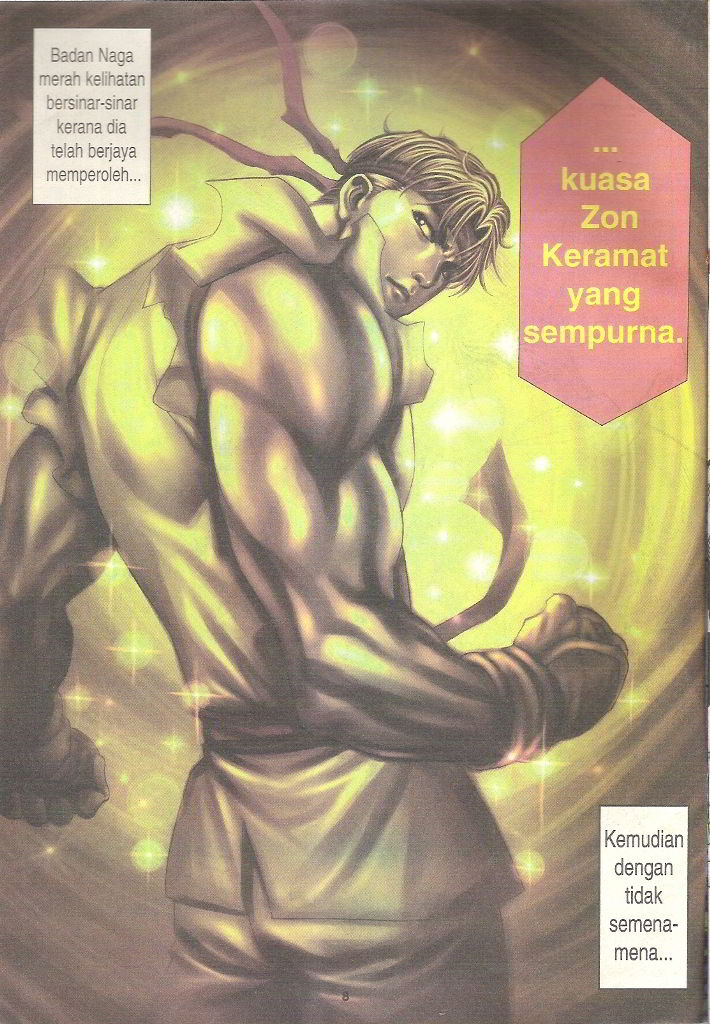 Badan Naga
merah kelihatan
bersinar-sinar
kerana dia
telah berjaya
memperoleh...
...
kuasa
Zon
Keramat
yang
sempurna.
Kemudian
dengan
tidak
semena-
mena...
8